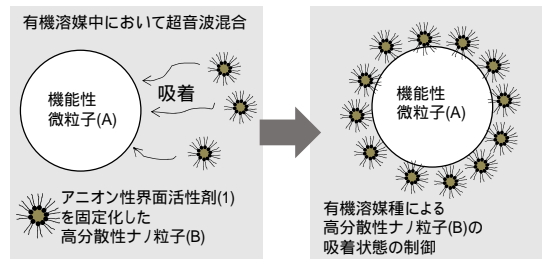 有機溶媒中において超音波混合
機能性
微粒子(A)
吸着
アニオン性界面活性剤(1)
を固定化した
高分散性ナノ粒子(B)
機能性
微粒子(A)
有機溶媒種による
高分散性ナノ粒子(B)の
吸着状態の制御